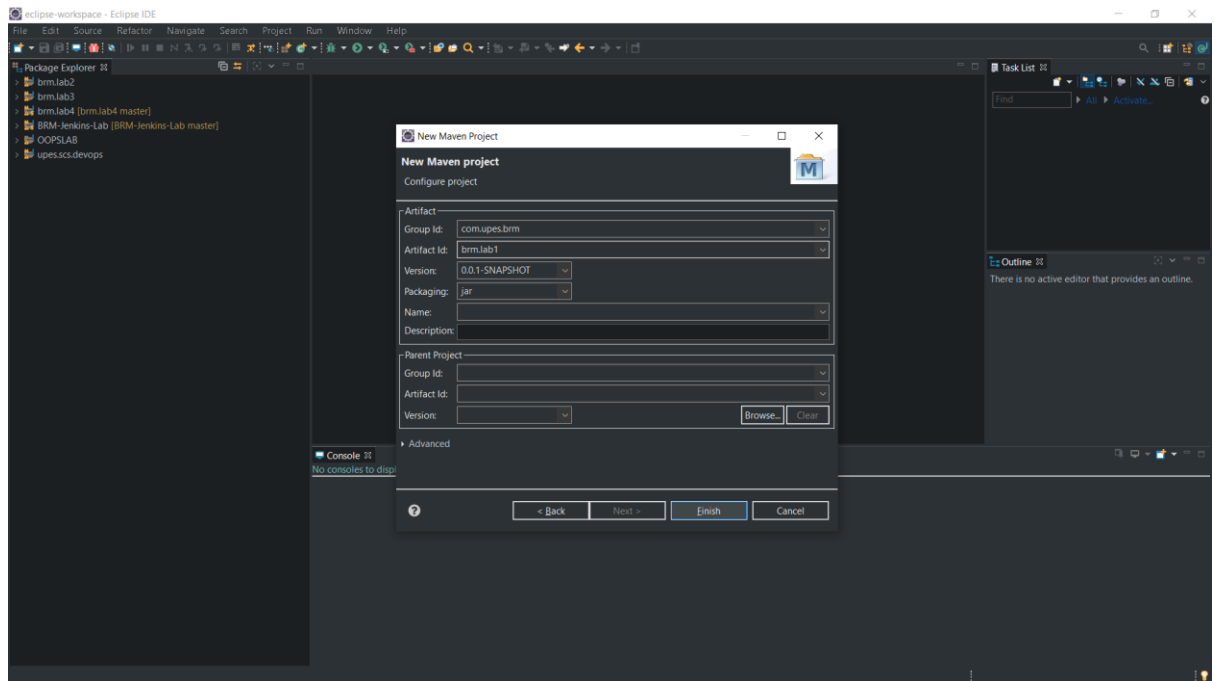 eclipse-workspace - Eclipse IDE
File Edit Source Refactor Navigate Search Project Run Window Help
Package Explorer
brm.lab2
brm.lab3
brm.lab4 [brm.lab4 master]
BRM-Jenkins-Lab [BRM-Jenkins-Lab master]
OOPSLAB
upes.scs.devops
New Maven Project
New Maven project
Configure project
M
Artifact
Group Id: com.upes.brm
Artifact Id: brm.lab1
Version: 0.0.1-SNAPSHOT
Packaging: jar
Name:
Description:
Parent Project
Group Id:
Artifact Id:
Version: Browse... Clear
Advanced
< Back Next > Finish Cancel
Console
No consoles to displ
Task List
Find All Activate...
Outline
There is no active editor that provides an outline.